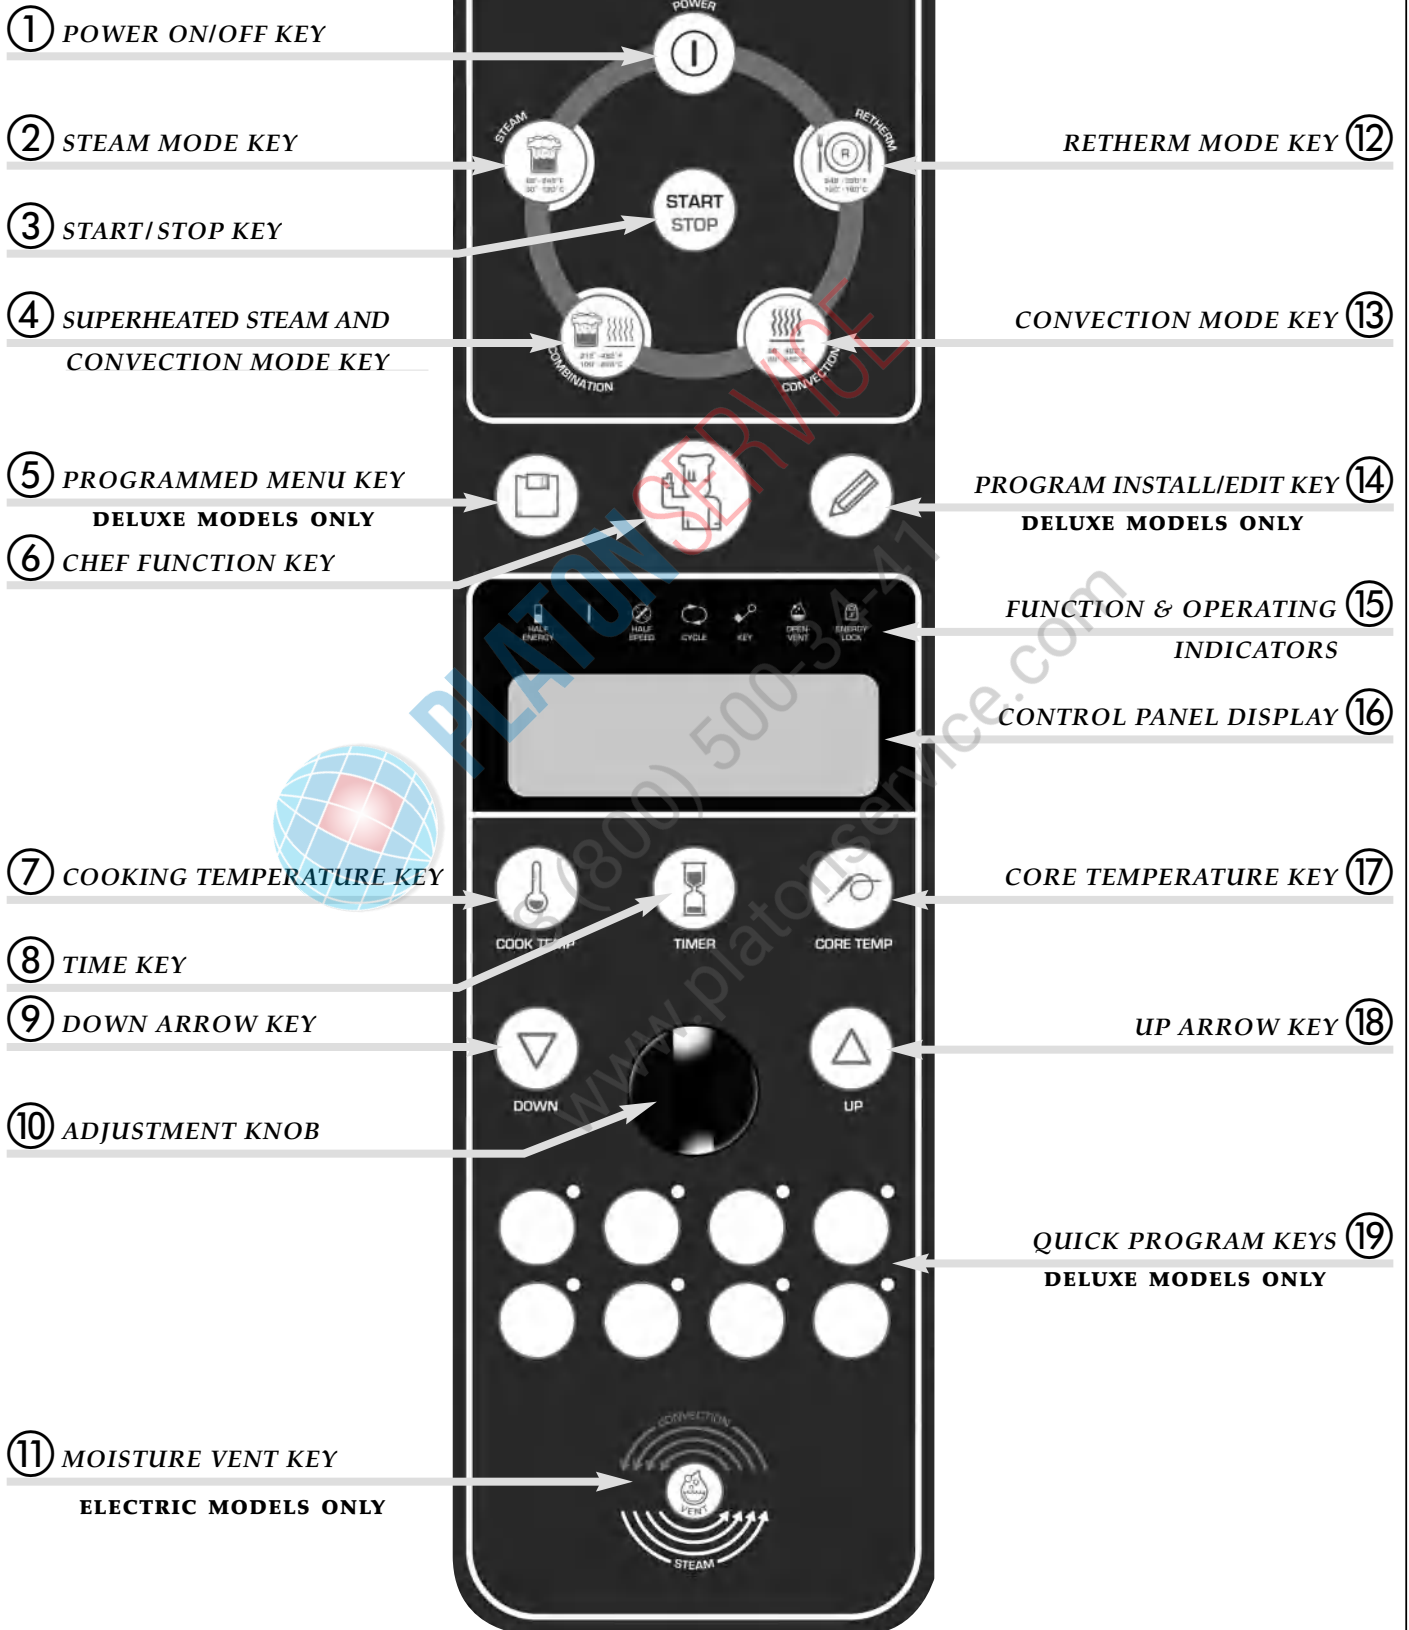 ① POWER ON/OFF KEY
② STEAM MODE KEY
③ START/STOP KEY
④ SUPERHEATED STEAM AND
CONVECTION MODE KEY
⑤ PROGRAMMED MENU KEY
DELUXE MODELS ONLY
⑥ CHEF FUNCTION KEY
⑦ COOKING TEMPERATURE KEY
⑧ TIME KEY
⑨ DOWN ARROW KEY
⑩ ADJUSTMENT KNOB
⑪ MOISTURE VENT KEY
ELECTRIC MODELS ONLY
POWER
STEAM
RETHERM
R
START
STOP
COMBINATION
CONVECTION
HALF
ENERGY
HALF
SPEED
CYCLE
KEY
OPEN
VENT
ENERGY
LOCK
COOK TEMP
TIMER
CORE TEMP
DOWN
UP
CONVECTION
VENT
STEAM
RETHERM MODE KEY ⑫
CONVECTION MODE KEY ⑬
PROGRAM INSTALL/EDIT KEY ⑭
DELUXE MODELS ONLY
FUNCTION & OPERATING ⑮
INDICATORS
CONTROL PANEL DISPLAY ⑯
CORE TEMPERATURE KEY ⑰
UP ARROW KEY ⑱
QUICK PROGRAM KEYS ⑲
DELUXE MODELS ONLY
PLATONSERVICE
8 (800) 500-34-41
www.platonservice.com